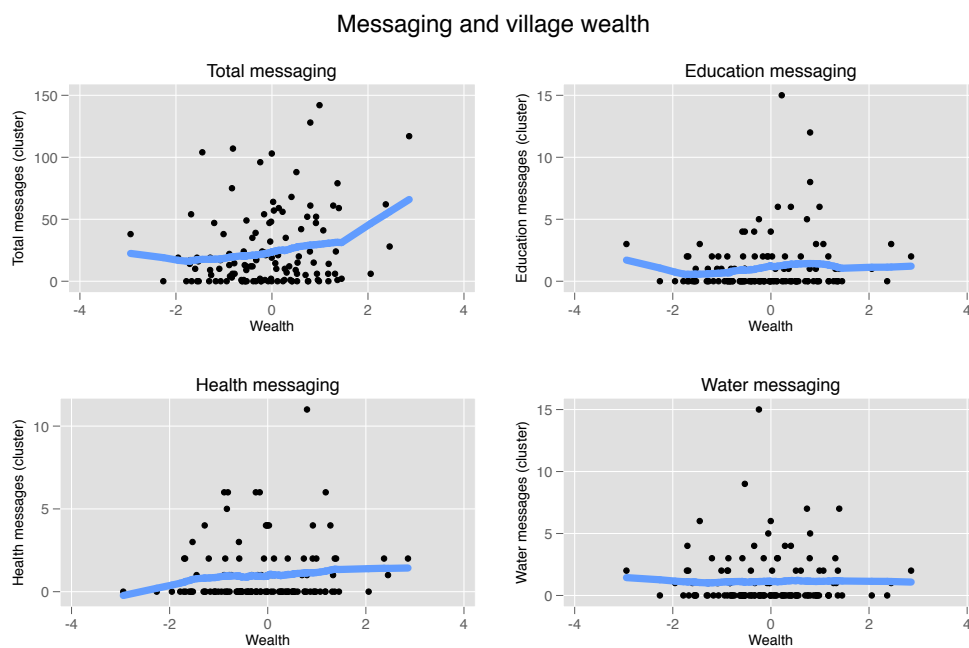 Messaging and village wealth
Total messaging
Total messages (cluster)
150
100
50
0
-4
-2
0
2
4
Wealth
Education messaging
Education messages (cluster)
15
10
5
0
-4
-2
0
2
4
Wealth
Health messaging
Health messages (cluster)
10
5
0
-4
-2
0
2
4
Wealth
Water messaging
Water messages (cluster)
15
10
5
0
-4
-2
0
2
4
Wealth